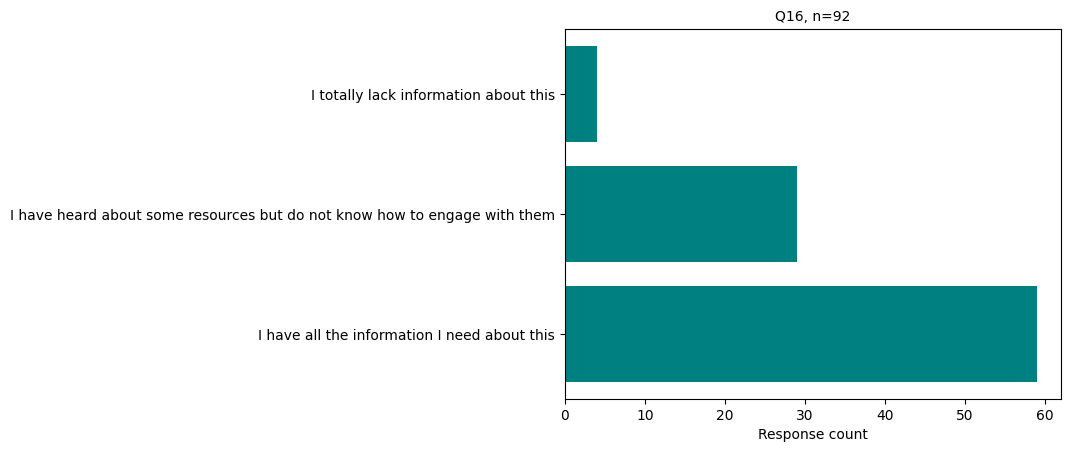 Q16, n=92
I totally lack information about this
I have heard about some resources but do not know how to engage with them
I have all the information I need about this
0 10 20 30 40 50 60
Response count